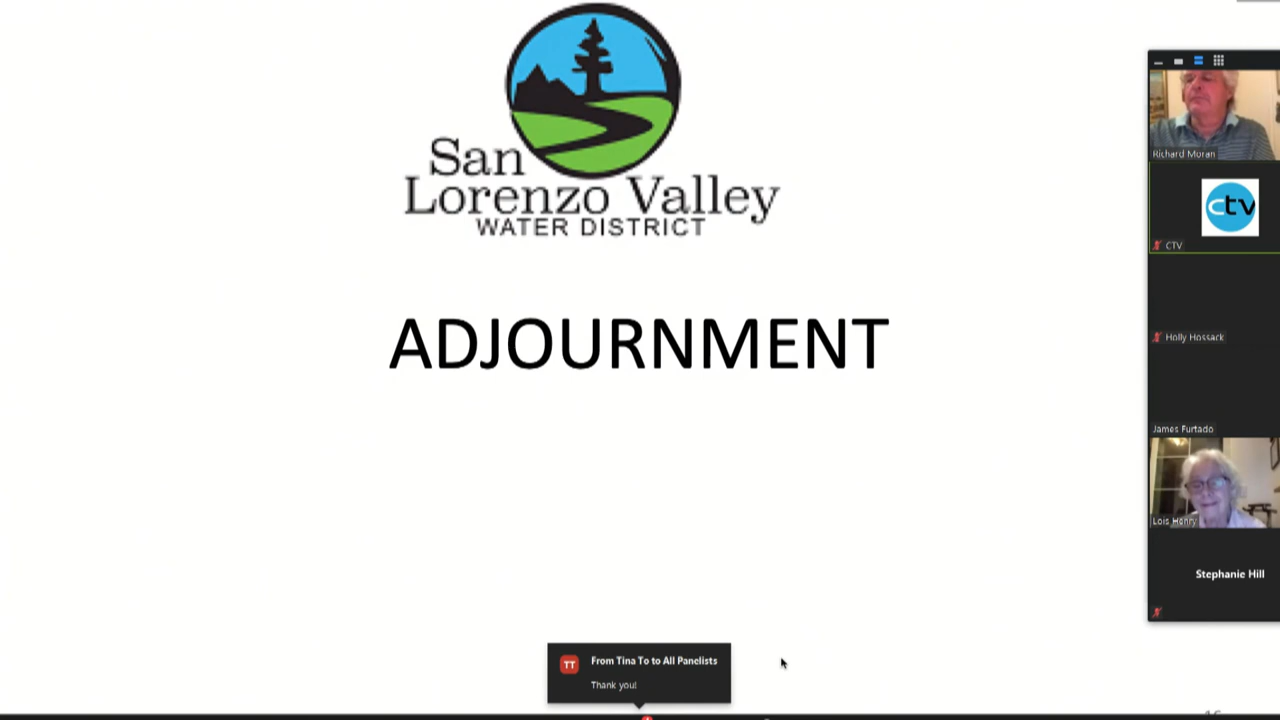 San
Lorenzo Valley
WATER DISTRICT
ADJOURNMENT
Richard Moran
ctv
CTV
Holly Hossack
James Furtado
Lois Henry
Stephanie Hill
TT
From Tina To to All Panelists
Thank you!